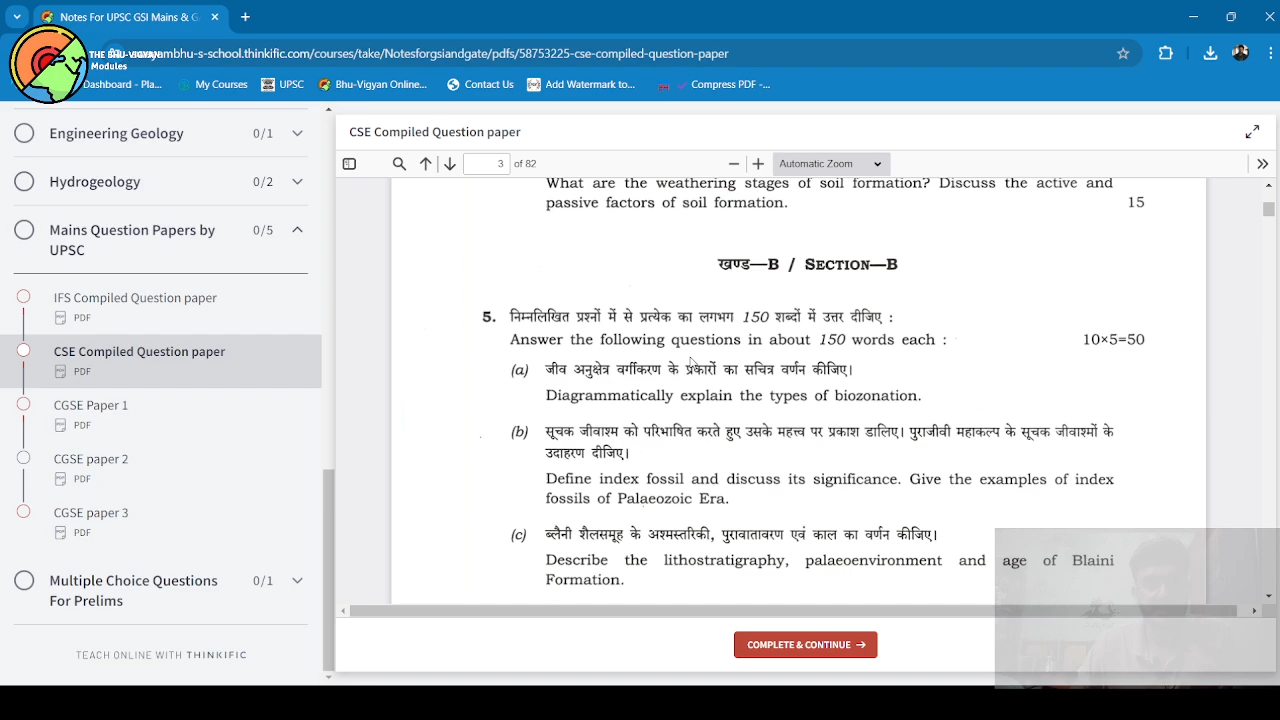 Notes For UPSC GSI Mains & G
THE BHU-VIGYAN
Modules
ambhu-s-school.thinkific.com/courses/take/Notesforgsiandgate/pdfs/58753225-cse-compiled-question-paper
Dashboard - Pla...
My Courses
UPSC
Bhu-Vigyan Online...
Contact Us
Add Watermark to...
Compress PDF -...
Engineering Geology 0/1
Hydrogeology 0/2
Mains Question Papers by 0/5
UPSC
IFS Compiled Question paper
PDF
CSE Compiled Question paper
PDF
CGSE Paper 1
PDF
CGSE paper 2
PDF
CGSE paper 3
PDF
Multiple Choice Questions 0/1
For Prelims
TEACH ONLINE WITH THINKIFIC
CSE Compiled Question paper
3 of 82
Automatic Zoom
What are the weathering stages of soil formation? Discuss the active and
passive factors of soil formation. 15
खण्ड—B / SECTION—B
5. निम्नलिखित प्रश्नों में से प्रत्येक का लगभग 150 शब्दों में उत्तर दीजिए :
Answer the following questions in about 150 words each : 10×5=50
(a) जीव अनुक्षेत्र वर्गीकरण के प्रकारों का सचित्र वर्णन कीजिए।
Diagrammatically explain the types of biozonation.
(b) सूचक जीवाश्म को परिभाषित करते हुए उसके महत्त्व पर प्रकाश डालिए। पुराजीवी महाकल्प के सूचक जीवाश्मों के
उदाहरण दीजिए।
Define index fossil and discuss its significance. Give the examples of index
fossils of Palaeozoic Era.
(c) ब्लैनी शैलसमूह के अश्मस्तरिकी, पुरावातावरण एवं काल का वर्णन कीजिए।
Describe the lithostratigraphy, palaeoenvironment and age of Blaini
Formation.
COMPLETE & CONTINUE →